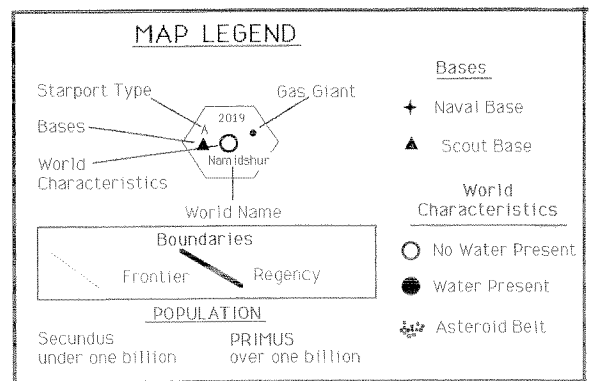 MAP LEGEND
Starport Type
Gas Giant
Bases
World
Characteristics
2019
A
Namidshur
World Name
Boundaries
Frontier
Regency
POPULATION
Secundus
under one billion
PRIMUS
over one billion
Bases
Naval Base
Scout Base
World
Characteristics
No Water Present
Water Present
Asteroid Belt